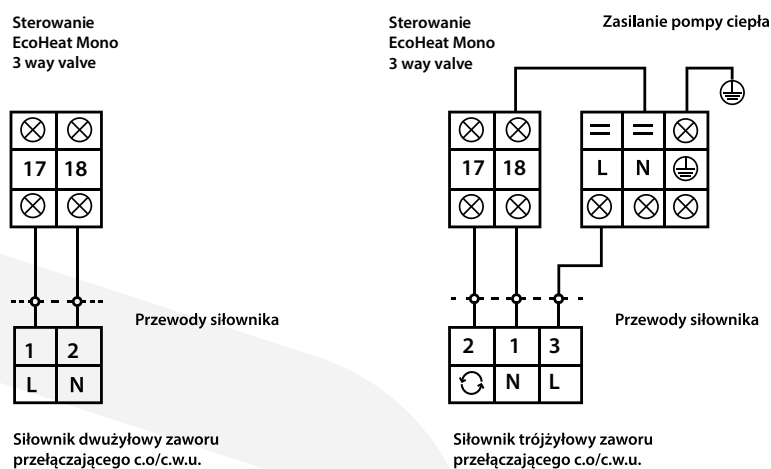 Sterowanie
EcoHeat Mono
3 way valve
17 18
Przewody siłownika
1 2
L N
Siłownik dwużyłowy zaworu
przełączającego c.o/c.w.u.
Sterowanie
EcoHeat Mono
3 way valve
Zasilanie pompy ciepła
17 18
L N
Przewody siłownika
2 1 3
N L
Siłownik trójżyłowy zaworu
przełączającego c.o/c.w.u.